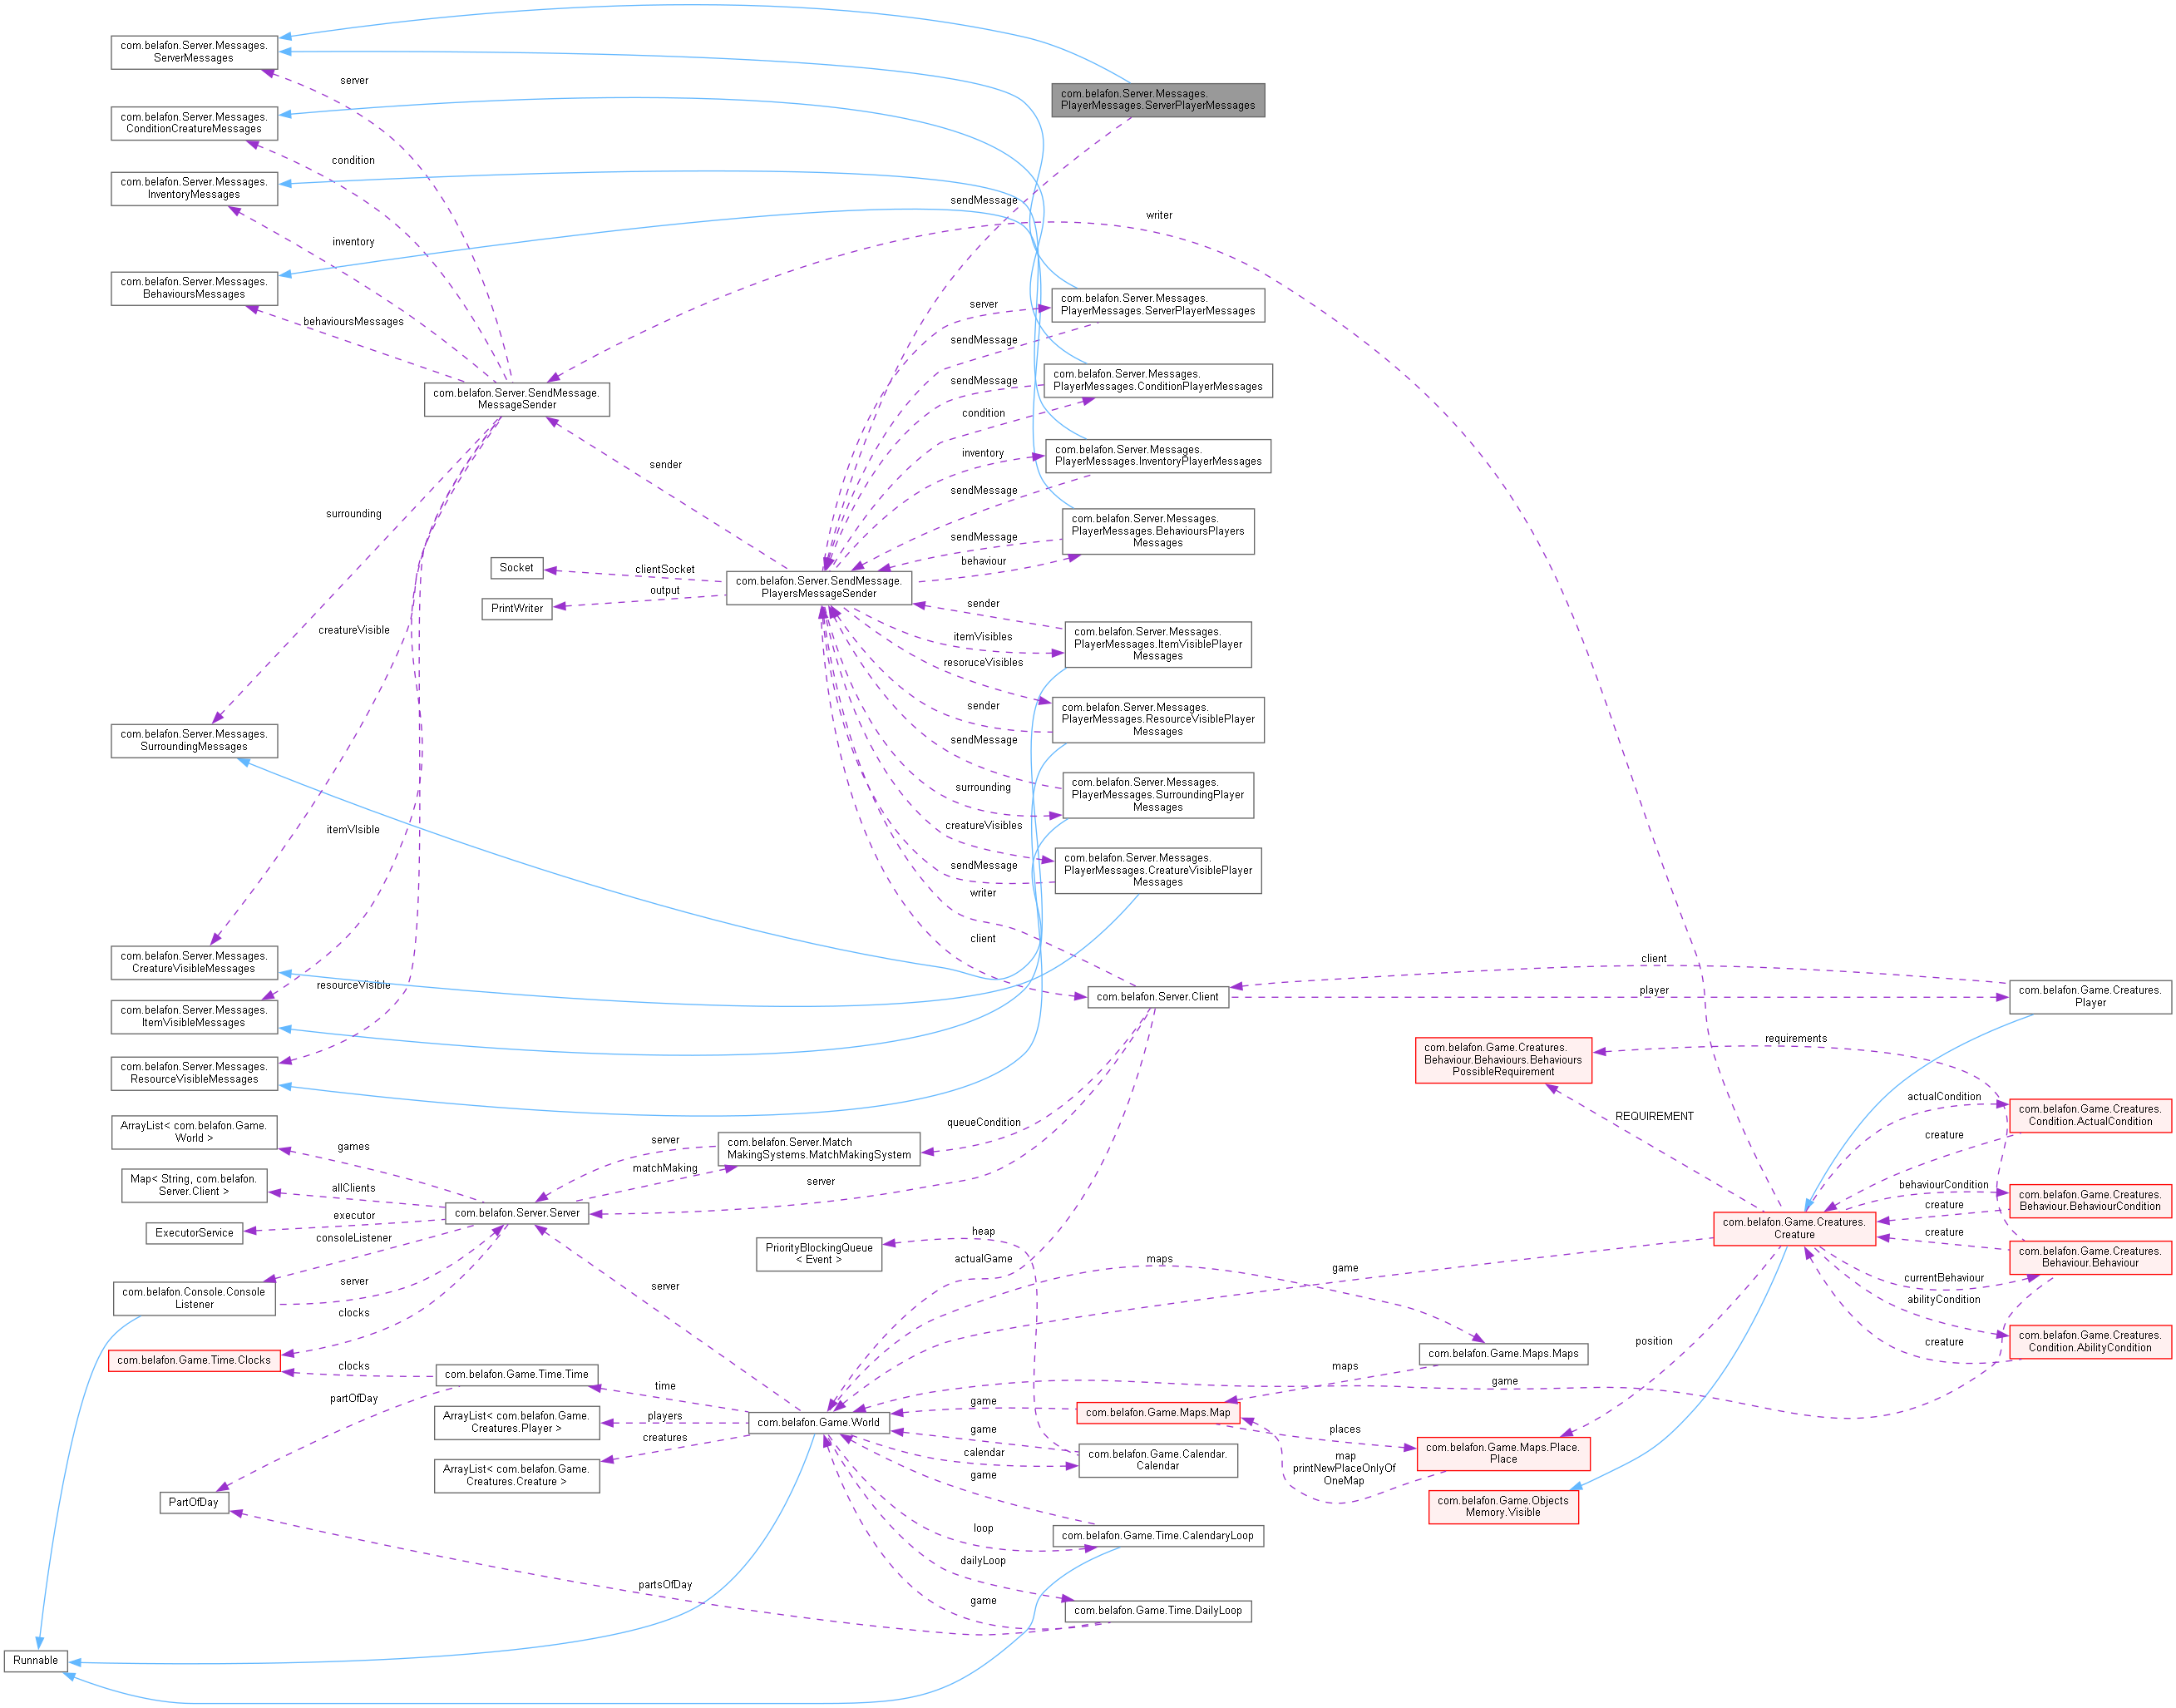 com.belafon.Server.Messages.
ServerMessages
com.belafon.Server.Messages.
PlayerMessages.ServerPlayerMessages
server
com.belafon.Server.Messages.
ConditionCreatureMessages
condition
com.belafon.Server.Messages.
InventoryMessages
sendMessage
writer
inventory
com.belafon.Server.Messages.
BehavioursMessages
behavioursMessages
server
com.belafon.Server.Messages.
PlayerMessages.ServerPlayerMessages
sendMessage
com.belafon.Server.SendMessage.
MessageSender
sendMessage
com.belafon.Server.Messages.
PlayerMessages.ConditionPlayerMessages
condition
sender
inventory
com.belafon.Server.Messages.
PlayerMessages.InventoryPlayerMessages
sendMessage
surrounding
com.belafon.Server.Messages.
PlayerMessages.BehavioursPlayers
Messages
sendMessage
behaviour
Socket
clientSocket
output
PrintWriter
com.belafon.Server.SendMessage.
PlayersMessageSender
sender
creatureVisible
itemVisibles
com.belafon.Server.Messages.
PlayerMessages.ItemVisiblePlayer
Messages
resoruceVisibles
sender
com.belafon.Server.Messages.
PlayerMessages.ResourceVisiblePlayer
Messages
com.belafon.Server.Messages.
SurroundingMessages
sendMessage
surrounding
com.belafon.Server.Messages.
PlayerMessages.SurroundingPlayer
Messages
itemVIsible
creatureVisibles
sendMessage
com.belafon.Server.Messages.
PlayerMessages.CreatureVisiblePlayer
Messages
writer
client
com.belafon.Server.Messages.
CreatureVisibleMessages
resourceVisible
com.belafon.Server.Messages.
ItemVisibleMessages
com.belafon.Server.Client
client
player
com.belafon.Game.Creatures.
Player
com.belafon.Server.Messages.
ResourceVisibleMessages
com.belafon.Game.Creatures.
Behaviour.Behaviours.Behaviours
PossibleRequirement
requirements
REQUIREMENT
actualCondition
com.belafon.Game.Creatures.
Condition.ActualCondition
creature
ArrayList< com.belafon.Game.
World >
games
server
com.belafon.Server.Match
MakingSystems.MatchMakingSystem
queueCondition
matchMaking
server
Map< String, com.belafon.
Server.Client >
allClients
executor
ExecutorService
com.belafon.Server.Server
consoleListener
behaviourCondition
com.belafon.Game.Creatures.
Behaviour.BehaviourCondition
creature
com.belafon.Game.Creatures.
Creature
creature
com.belafon.Game.Creatures.
Behaviour.Behaviour
currentBehaviour
PriorityBlockingQueue
< Event >
heap
actualGame
maps
game
com.belafon.Console.Console
Listener
server
clocks
server
abilityCondition
com.belafon.Game.Creatures.
Condition.AbilityCondition
creature
position
com.belafon.Game.Time.Clocks
clocks
com.belafon.Game.Time.Time
com.belafon.Game.Maps.Maps
maps
game
partOfDay
time
ArrayList< com.belafon.Game.
Creatures.Player >
players
com.belafon.Game.World
game
com.belafon.Game.Maps.Map
places
creatures
game
calendar
com.belafon.Game.Calendar.
Calendar
com.belafon.Game.Maps.Place.
Place
map
printNewPlaceOnlyOf
OneMap
ArrayList< com.belafon.Game.
Creatures.Creature >
game
PartOfDay
com.belafon.Game.Objects
Memory.Visible
loop
com.belafon.Game.Time.CalendaryLoop
dailyLoop
partsOfDay
game
com.belafon.Game.Time.DailyLoop
Runnable